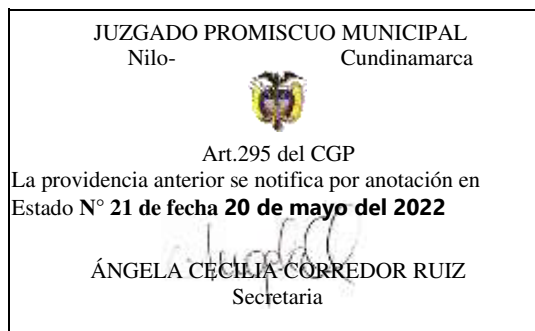 JUZGADO PROMISCUO MUNICIPAL
Nilo- Cundinamarca
Art.295 del CGP
La providencia anterior se notifica por anotación en
Estado N° 21 de fecha 20 de mayo del 2022
ÁNGELA CECILIA CORREDOR RUIZ
Secretaria